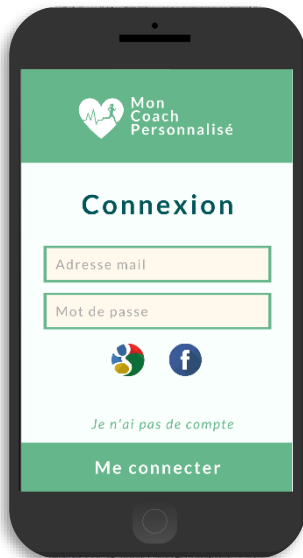 Mon
Coach
Personnalisé
Connexion
Adresse mail
Mot de passe
f
Je n'ai pas de compte
Me connecter